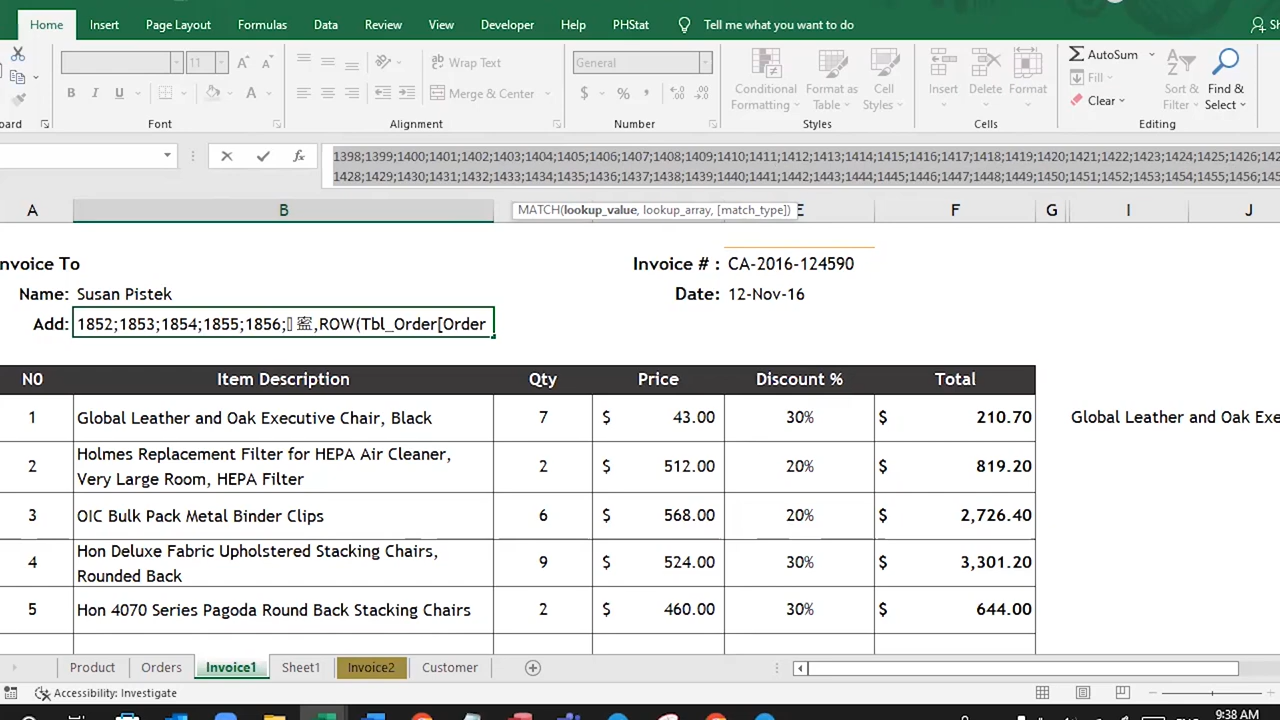 Home Insert Page Layout Formulas Data Review View Developer Help PHStat Tell me what you want to do
11 Wrap Text General AutoSum
Fill
B I U Merge & Center $ % Conditional Formatting Format as Table Cell Styles Insert Delete Format Clear Sort & Filter Find & Select
Font Alignment Number Styles Cells Editing
fx 1398;1399;1400;1401;1402;1403;1404;1405;1406;1407;1408;1409;1410;1411;1412;1413;1414;1415;1416;1417;1418;1419;1420;1421;1422;1423;1424;1425;1426
1428;1429;1430;1431;1432;1433;1434;1435;1436;1437;1438;1439;1440;1441;1442;1443;1444;1445;1446;1447;1448;1449;1450;1451;1452;1453;1454;1455;1456
MATCH(lookup_value, lookup_array, [match_type])
A B E F G I J
nvoice To Invoice # : CA-2016-124590
Name: Susan Pistek Date: 12-Nov-16
Add: 1852;1853;1854;1855;1856; ,ROW(Tbl_Order[Order
N0 Item Description Qty Price Discount % Total
1 Global Leather and Oak Executive Chair, Black 7 $ 43.00 30% $ 210.70 Global Leather and Oak Exe
2 Holmes Replacement Filter for HEPA Air Cleaner, Very Large Room, HEPA Filter 2 $ 512.00 20% $ 819.20
3 OIC Bulk Pack Metal Binder Clips 6 $ 568.00 20% $ 2,726.40
4 Hon Deluxe Fabric Upholstered Stacking Chairs, Rounded Back 9 $ 524.00 30% $ 3,301.20
5 Hon 4070 Series Pagoda Round Back Stacking Chairs 2 $ 460.00 30% $ 644.00
Product Orders Invoice1 Sheet1 Invoice2 Customer
Accessibility: Investigate
9:38 AM